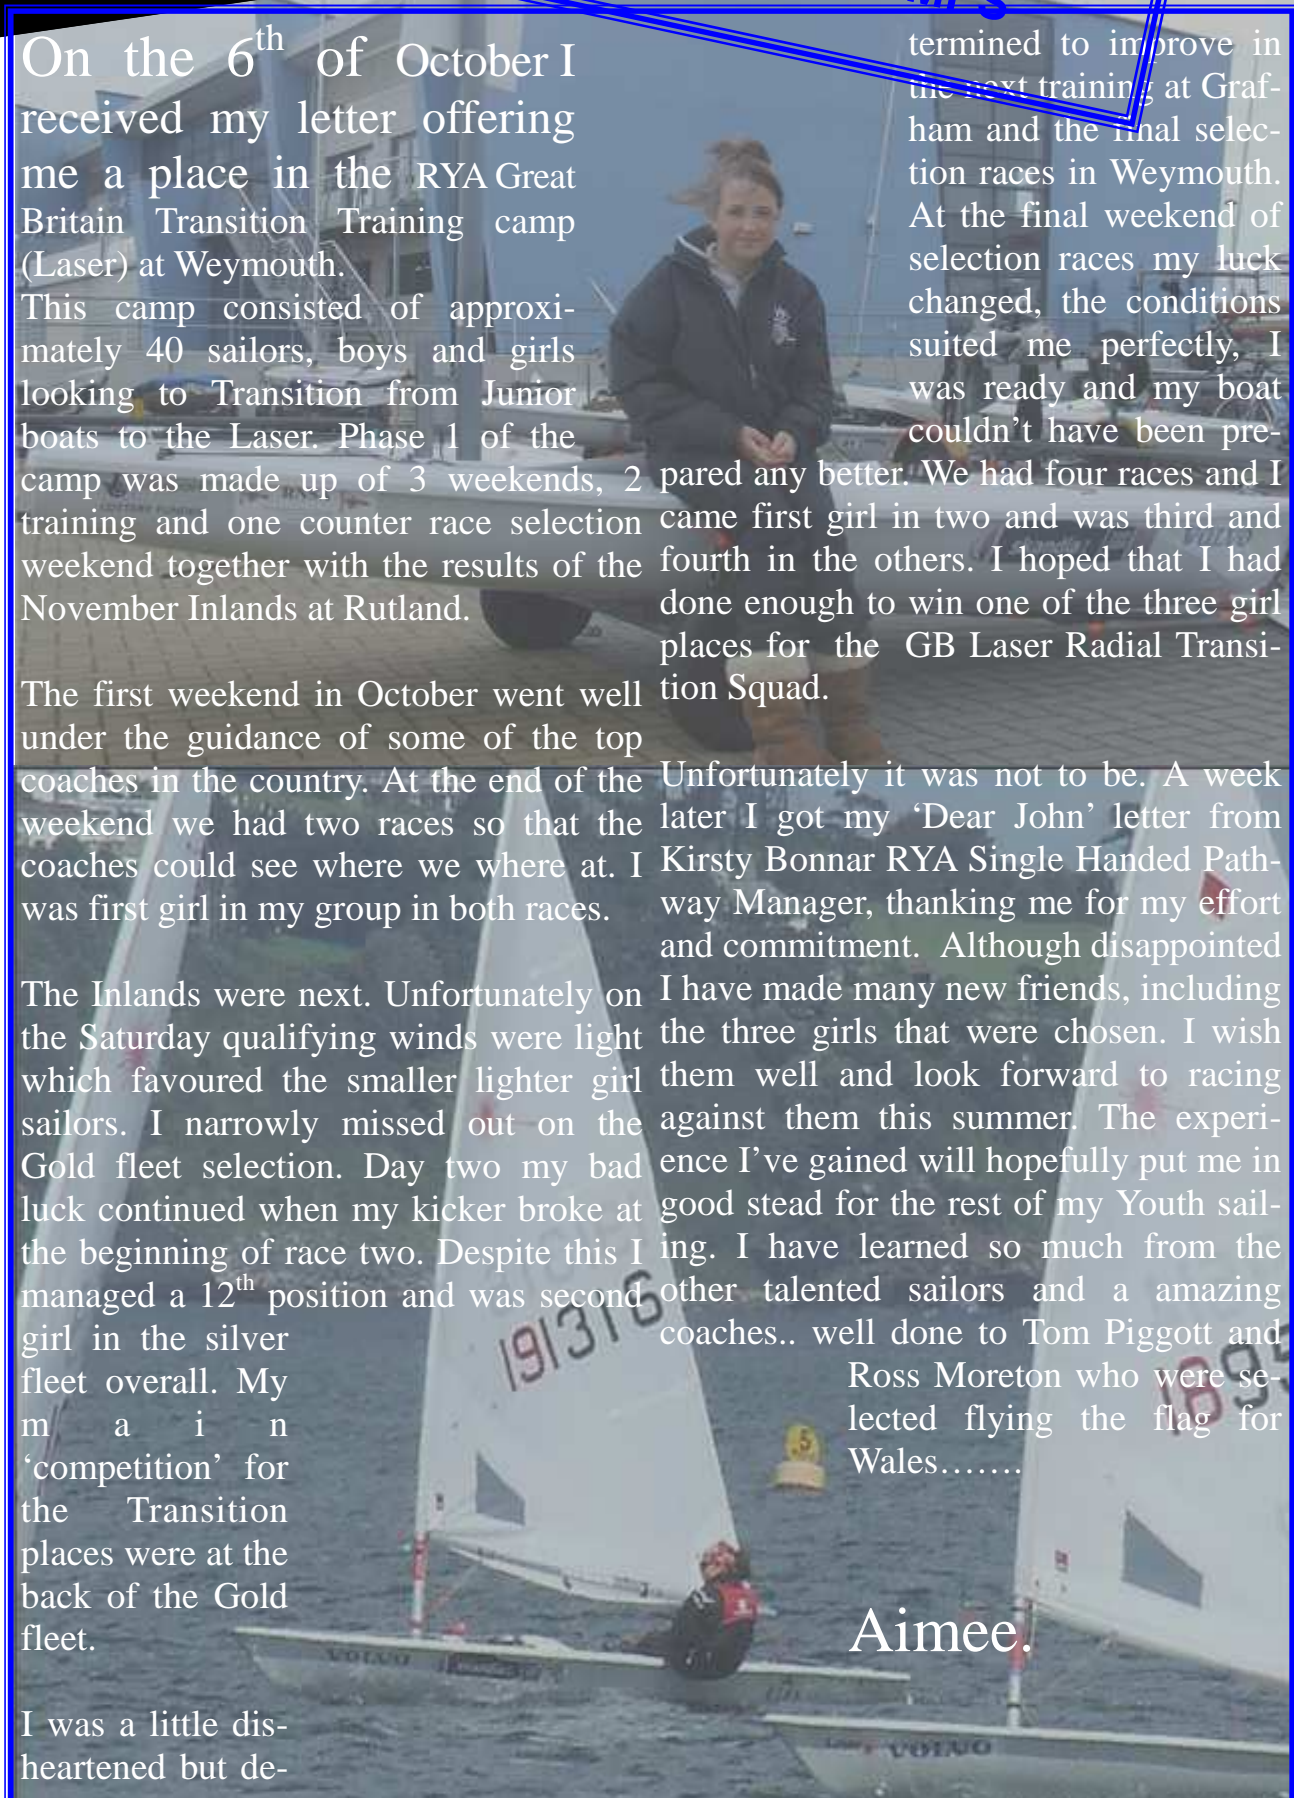 MPS
On the 6th of October I
received my letter offering
me a place in the RYA Great
Britain Transition Training camp
(Laser) at Weymouth.
This camp consisted of approxi-
mately 40 sailors, boys and girls
looking to Transition from Junior
boats to the Laser. Phase 1 of the
camp was made up of 3 weekends, 2
training and one counter race selection
weekend together with the results of the
November Inlands at Rutland.
The first weekend in October went well
under the guidance of some of the top
coaches in the country. At the end of the
weekend we had two races so that the
coaches could see where we where at. I
was first girl in my group in both races.
The Inlands were next. Unfortunately on
the Saturday qualifying winds were light
which favoured the smaller lighter girl
sailors. I narrowly missed out on the
Gold fleet selection. Day two my bad
luck continued when my kicker broke at
the beginning of race two. Despite this I
managed a 12th position and was second
girl in the silver
fleet overall. My
m a i n
‘competition’ for
the Transition
places were at the
back of the Gold
fleet.
I was a little dis-
heartened but de-
termined to improve in
the next training at Graf-
ham and the final selec-
tion races in Weymouth.
At the final weekend of
selection races my luck
changed, the conditions
suited me perfectly, I
was ready and my boat
couldn’t have been pre-
pared any better. We had four races and I
came first girl in two and was third and
fourth in the others. I hoped that I had
done enough to win one of the three girl
places for the GB Laser Radial Transi-
tion Squad.
Unfortunately it was not to be. A week
later I got my ‘Dear John’ letter from
Kirsty Bonnar RYA Single Handed Path-
way Manager, thanking me for my effort
and commitment. Although disappointed
I have made many new friends, including
the three girls that were chosen. I wish
them well and look forward to racing
against them this summer. The experi-
ence I’ve gained will hopefully put me in
good stead for the rest of my Youth sail-
ing. I have learned so much from the
other talented sailors and a amazing
coaches.. well done to Tom Piggott and
Ross Moreton who were se-
lected flying the flag for
Wales…….
Aimee.
191316
1895
5
VOLVO
VOLVO